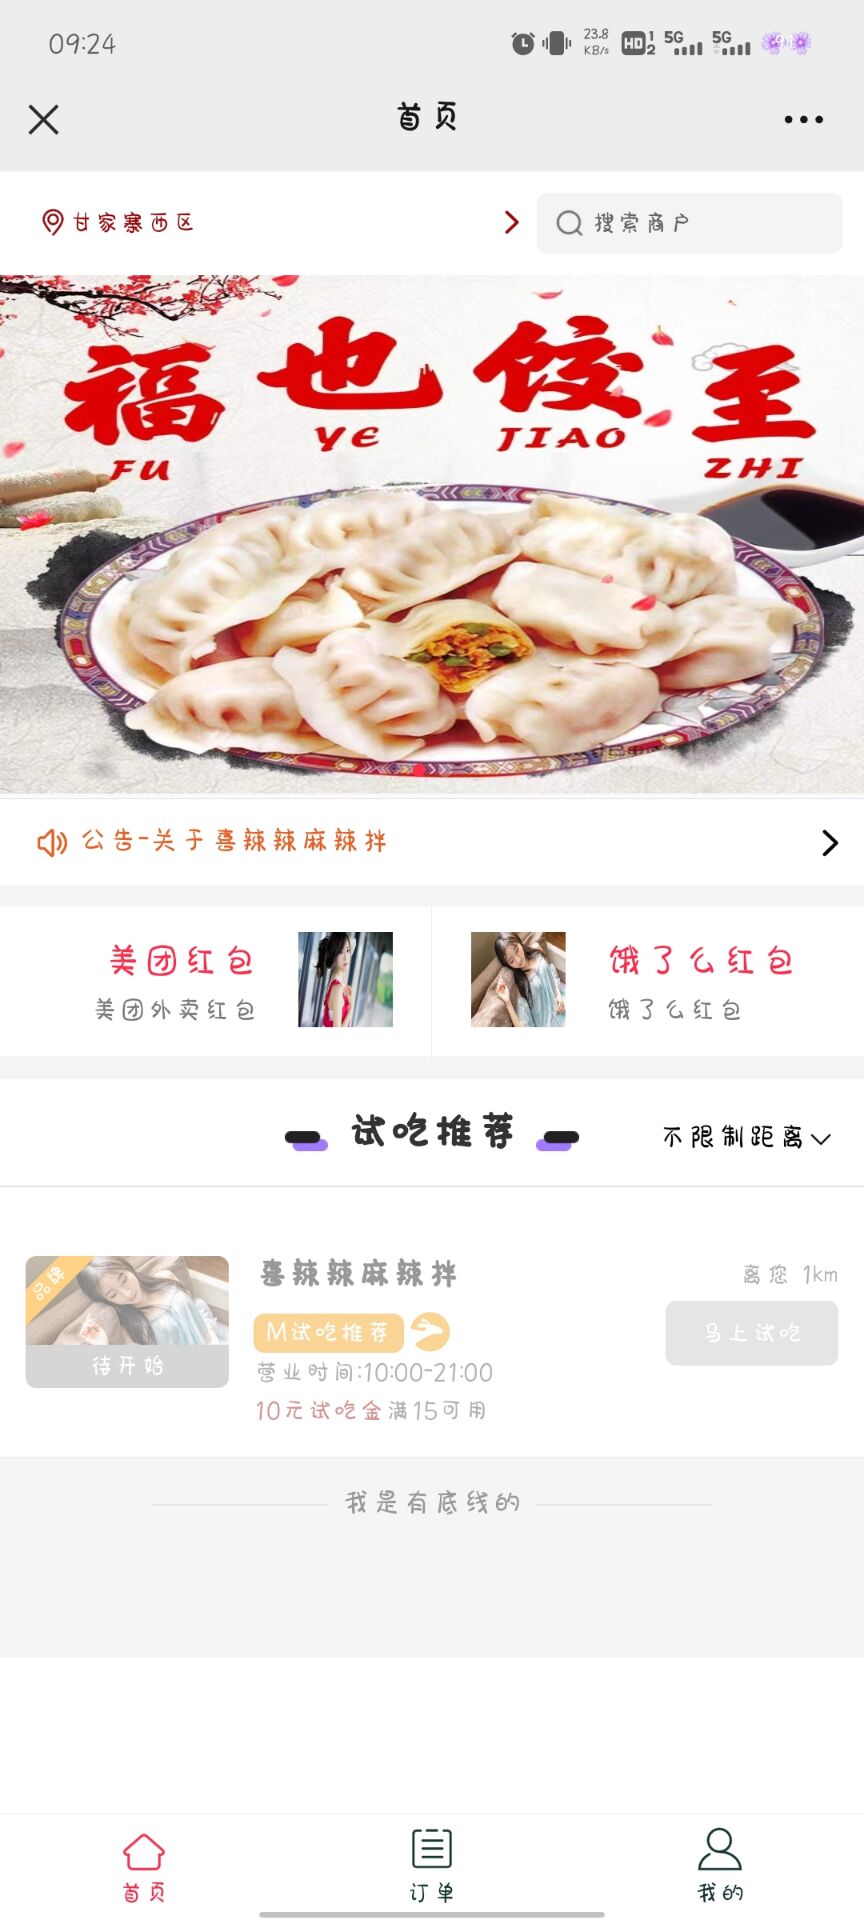 09:24
23.8
KB/s
HD
1
2
5G
5G
首页
甘家寨西区
搜索商户
福也饺至
FU YE JIAO ZHI
公告-关于喜辣辣麻辣拌
美团红包
美团外卖红包
饿了么红包
饿了么红包
试吃推荐
不限制距离
品牌
待开始
喜辣辣麻辣拌
离您 1km
M试吃推荐
马上试吃
营业时间:10:00-21:00
10元试吃金满15可用
我是有底线的
首页
订单
我的